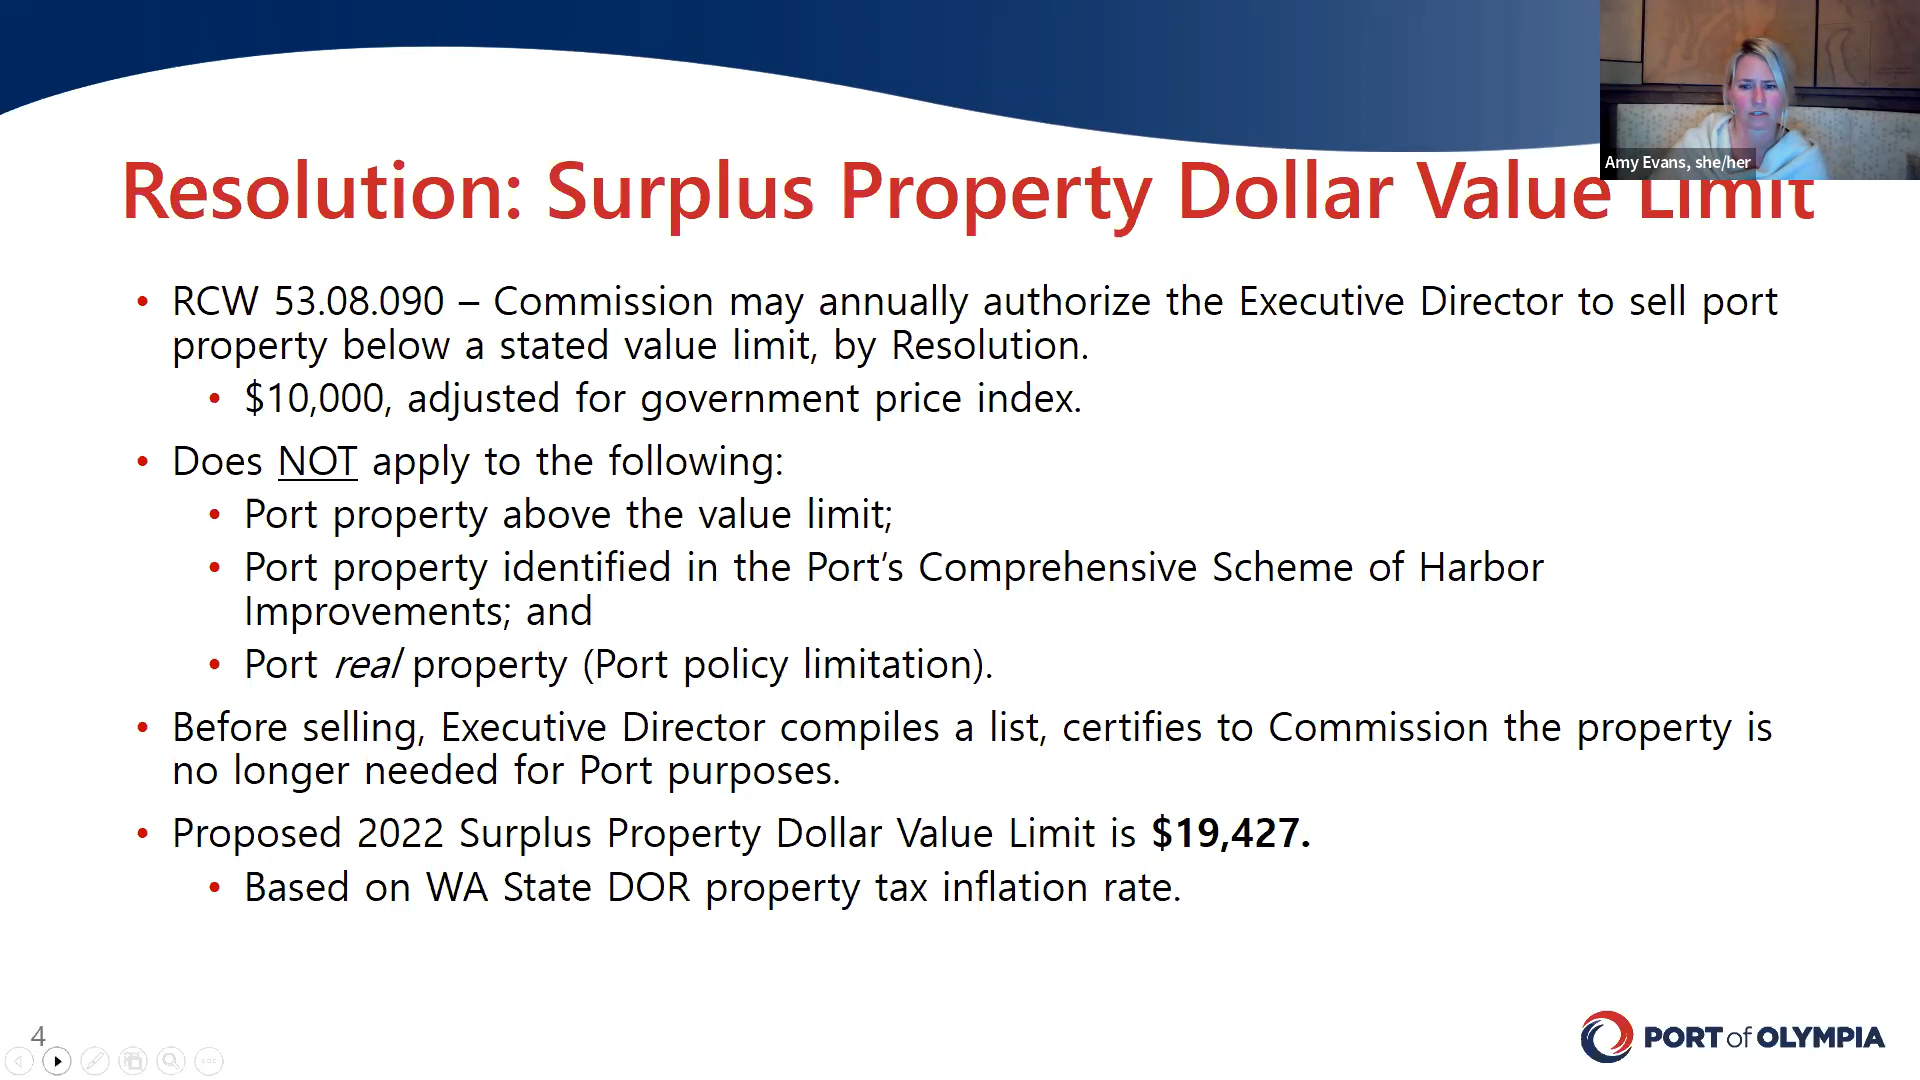 Amy Evans, she/her
Resolution: Surplus Property Dollar Value Limit
• RCW 53.08.090 – Commission may annually authorize the Executive Director to sell port
property below a stated value limit, by Resolution.
• $10,000, adjusted for government price index.
• Does NOT apply to the following:
• Port property above the value limit;
• Port property identified in the Port’s Comprehensive Scheme of Harbor
Improvements; and
• Port real property (Port policy limitation).
• Before selling, Executive Director compiles a list, certifies to Commission the property is
no longer needed for Port purposes.
• Proposed 2022 Surplus Property Dollar Value Limit is $19,427.
• Based on WA State DOR property tax inflation rate.
4
PORT of OLYMPIA